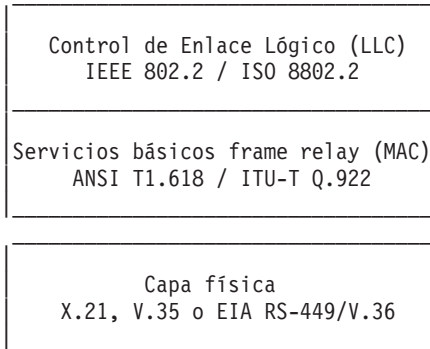 Control de Enlace Lógico (LLC)
IEEE 802.2 / ISO 8802.2
Servicios básicos frame relay (MAC)
ANSI T1.618 / ITU-T Q.922
Capa física
X.21, V.35 o EIA RS-449/V.36